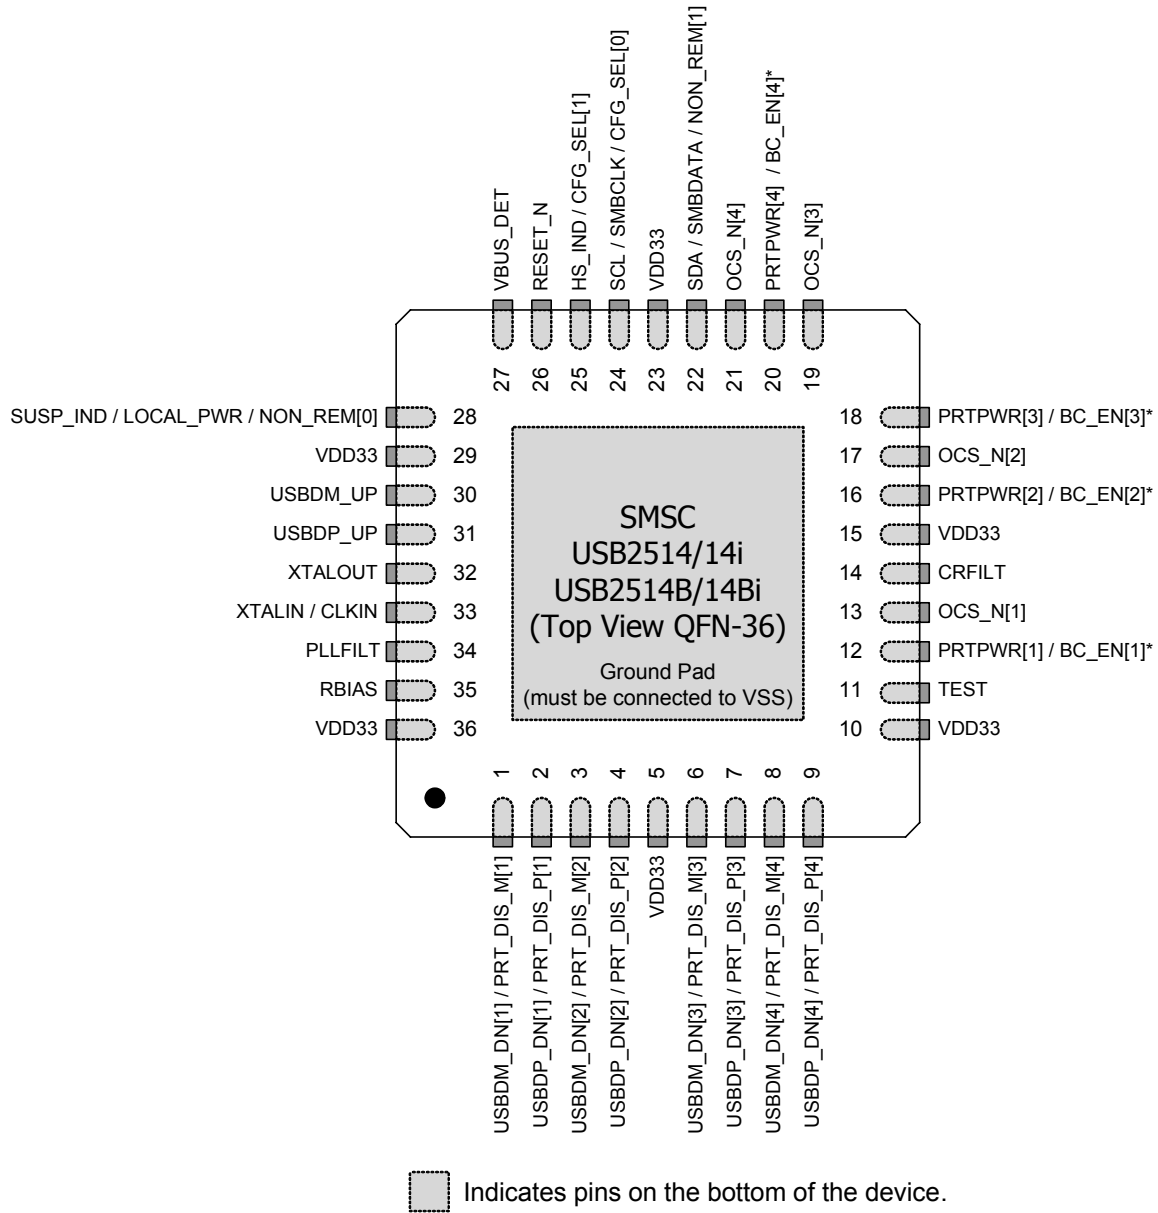 VBUS_DET
RESET_N
HS_IND / CFG_SEL[1]
SCL / SMBCLK / CFG_SEL[0]
VDD33
SDA / SMBDATA / NON_REM[1]
OCS_N[4]
PRTPWR[4] / BC_EN[4]*
OCS_N[3]
27
26
25
24
23
22
21
20
19
SUSP_IND / LOCAL_PWR / NON_REM[0] 28
VDD33 29
USBDM_UP 30
USBDP_UP 31
XTALOUT 32
XTALIN / CLKIN 33
PLLFILT 34
RBIAS 35
VDD33 36
SMSC
USB2514/14i
USB2514B/14Bi
(Top View QFN-36)
Ground Pad
(must be connected to VSS)
18 PRTPWR[3] / BC_EN[3]*
17 OCS_N[2]
16 PRTPWR[2] / BC_EN[2]*
15 VDD33
14 CRFILT
13 OCS_N[1]
12 PRTPWR[1] / BC_EN[1]*
11 TEST
10 VDD33
1
2
3
4
5
6
7
8
9
USBDM_DN[1] / PRT_DIS_M[1]
USBDP_DN[1] / PRT_DIS_P[1]
USBDM_DN[2] / PRT_DIS_M[2]
USBDP_DN[2] / PRT_DIS_P[2]
VDD33
USBDM_DN[3] / PRT_DIS_M[3]
USBDP_DN[3] / PRT_DIS_P[3]
USBDM_DN[4] / PRT_DIS_M[4]
USBDP_DN[4] / PRT_DIS_P[4]
Indicates pins on the bottom of the device.